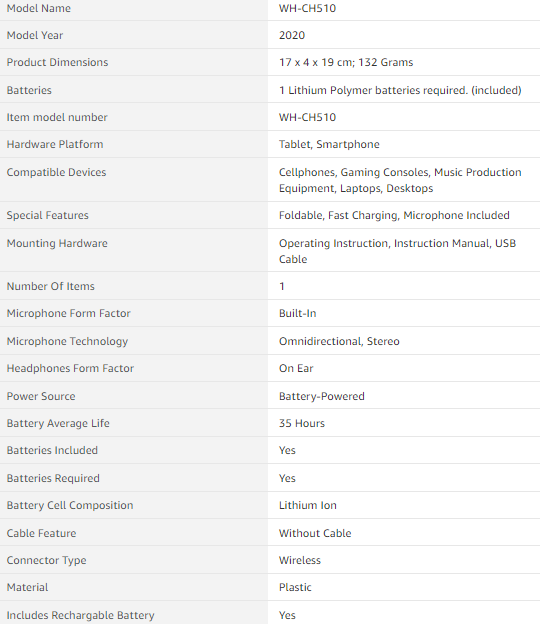 Model Name WH-CH510
Model Year 2020
Product Dimensions 17 x 4 x 19 cm; 132 Grams
Batteries 1 Lithium Polymer batteries required. (included)
Item model number WH-CH510
Hardware Platform Tablet, Smartphone
Compatible Devices Cellphones, Gaming Consoles, Music Production
Equipment, Laptops, Desktops
Special Features Foldable, Fast Charging, Microphone Included
Mounting Hardware Operating Instruction, Instruction Manual, USB
Cable
Number Of Items 1
Microphone Form Factor Built-In
Microphone Technology Omnidirectional, Stereo
Headphones Form Factor On Ear
Power Source Battery-Powered
Battery Average Life 35 Hours
Batteries Included Yes
Batteries Required Yes
Battery Cell Composition Lithium Ion
Cable Feature Without Cable
Connector Type Wireless
Material Plastic
Includes Rechargable Battery Yes